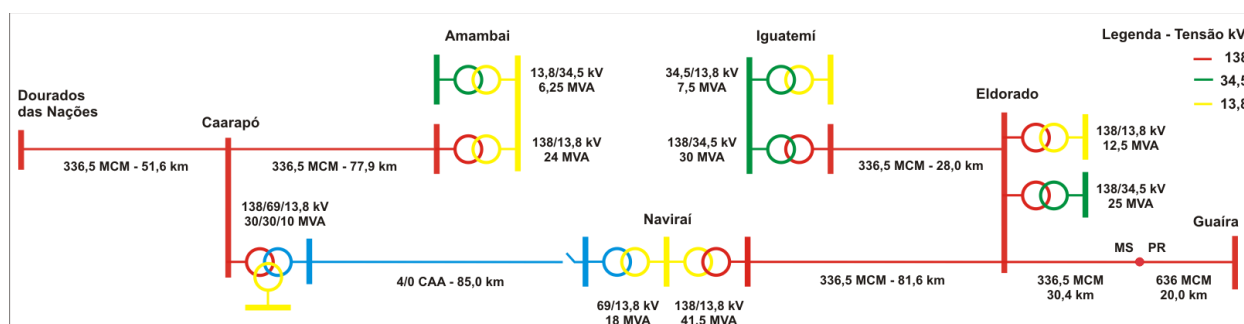 Amambai
13,8/34,5 kV
6,25 MVA
138/13,8 kV
24 MVA
Iguatemí
34,5/13,8 kV
7,5 MVA
138/34,5 kV
30 MVA
Legenda - Tensão kV
138
34,5
13,8
Dourados
das Nações
336,5 MCM - 51,6 km
Caarapó
336,5 MCM - 77,9 km
336,5 MCM - 28,0 km
Eldorado
138/13,8 kV
12,5 MVA
138/34,5 kV
25 MVA
138/69/13,8 kV
30/30/10 MVA
4/0 CAA - 85,0 km
Naviraí
69/13,8 kV
18 MVA
138/13,8 kV
41,5 MVA
336,5 MCM - 81,6 km
MS
PR
336,5 MCM
30,4 km
636 MCM
20,0 km
Guaíra